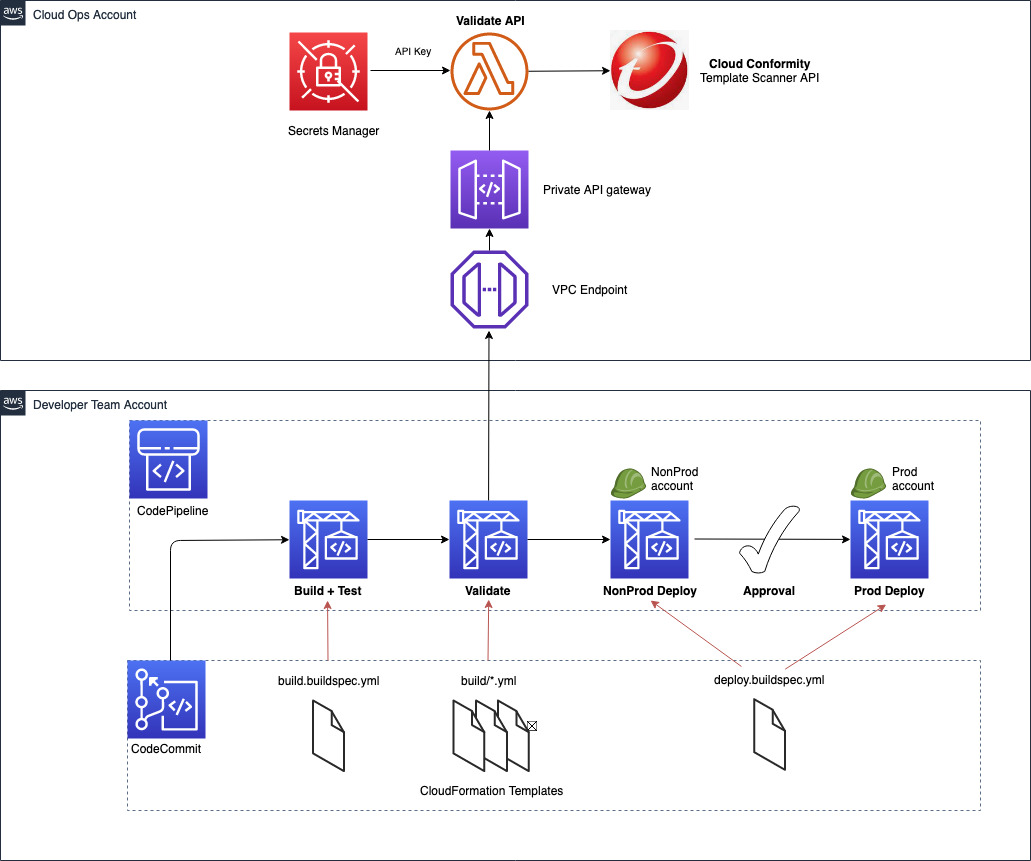 aws
Cloud Ops Account
Validate API
API Key
Cloud Conformity
Template Scanner API
Secrets Manager
</>
Private API gateway
VPC Endpoint
aws
Developer Team Account
</>
CodePipeline
NonProd
account
Prod
account
</>
</>
</>
</>
Build + Test
Validate
NonProd Deploy
Approval
Prod Deploy
</>
CodeCommit
build.buildspec.yml
build/*.yml
deploy.buildspec.yml
CloudFormation Templates